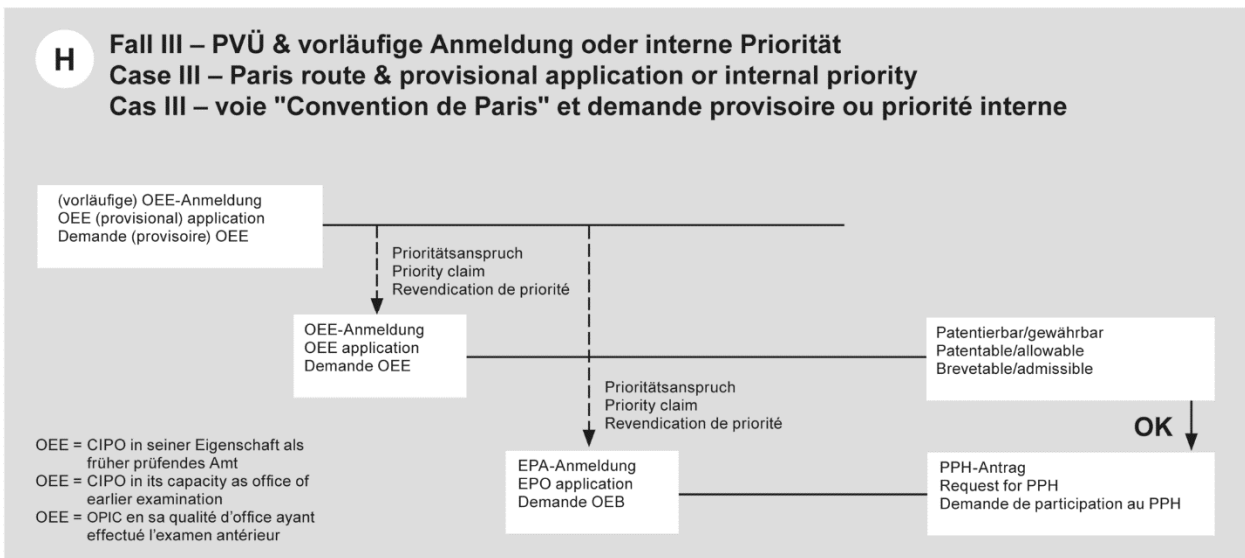 H
Fall III – PVÜ & vorläufige Anmeldung oder interne Priorität
Case III – Paris route & provisional application or internal priority
Cas III – voie "Convention de Paris" et demande provisoire ou priorité interne
(vorläufige) OEE-Anmeldung
OEE (provisional) application
Demande (provisoire) OEE
Prioritätsanspruch
Priority claim
Revendication de priorité
OEE-Anmeldung
OEE application
Demande OEE
Patentierbar/gewährbar
Patentable/allowable
Brevetable/admissible
Prioritätsanspruch
Priority claim
Revendication de priorité
OK
OEE = CIPO in seiner Eigenschaft als
früher prüfendes Amt
OEE = CIPO in its capacity as office of
earlier examination
OEE = OPIC en sa qualité d'office ayant
effectué l'examen antérieur
EPA-Anmeldung
EPO application
Demande OEB
PPH-Antrag
Request for PPH
Demande de participation au PPH